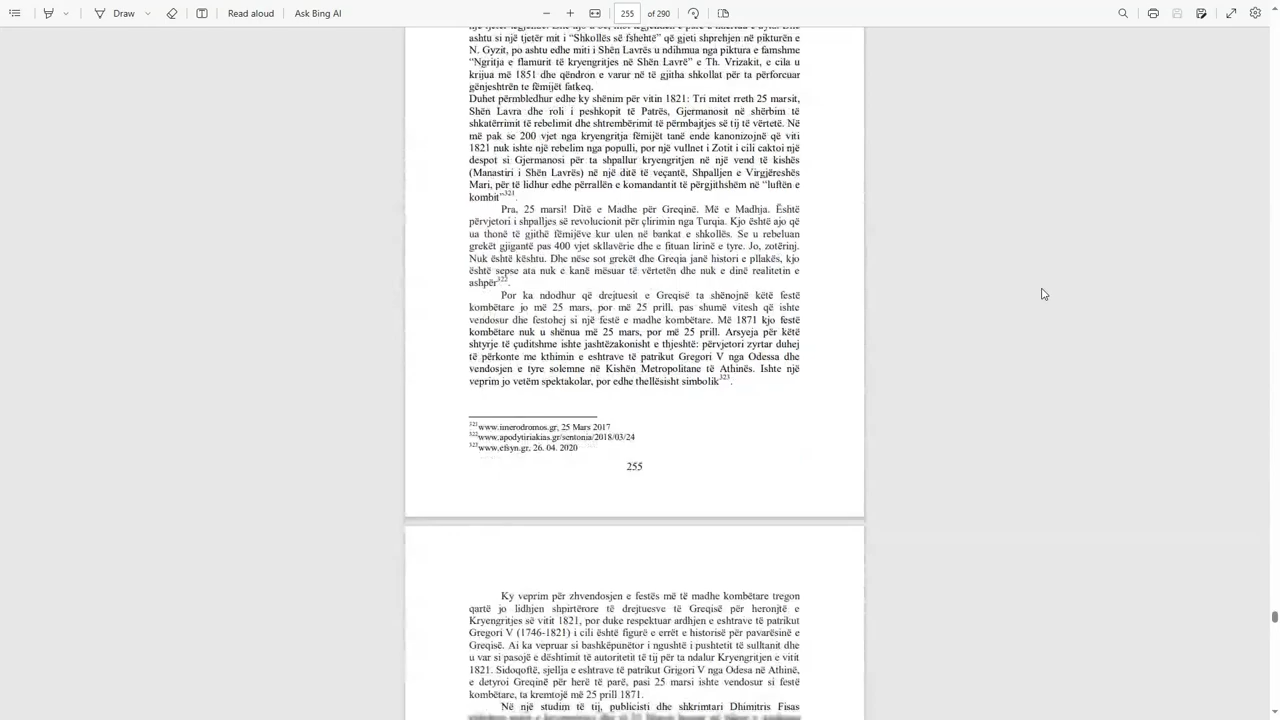 Draw
Read aloud
Ask Bing AI
255
of 290
ashtu si një tjetër mit i “Shkollës së fshehtë” që gjeti shprehjen në pikturën e
N. Gyzit, po ashtu edhe miti i Shën Lavrës u ndihmua nga piktura e famshme
“Ngritja e flamurit të kryengritjes në Shën Lavrë” e Th. Vrizakit, e cila u
krijua më 1851 dhe qëndron e varur në të gjitha shkollat për ta përforcuar
gënjeshtrën te fëmijët fatkeq.
Duhet përmbledhur edhe ky shënim për vitin 1821: Tri mitet rreth 25 marsit,
Shën Lavra dhe roli i peshkopit të Patrës, Gjermanosit në shërbim të
shkatërrimit të rebelimit dhe shtrembërimit të përmbajtjes së tij të vërtetë. Në
më pak se 200 vjet nga kryengritja fëmijët tanë ende kanonizojnë që viti
1821 nuk ishte një rebelim nga populli, por një vullnet i Zotit i cili caktoi një
despot si Gjermanosi për ta shpallur kryengritjen në një vend të kishës
(Manastiri i Shën Lavrës) në një ditë të veçantë, Shpalljen e Virgjëreshës
Mari, për të lidhur edhe përrallën e komandantit të përgjithshëm në “luftën e
kombit”321.
Pra, 25 marsi! Ditë e Madhe për Greqinë. Më e Madhja. Është
përvjetori i shpalljes së revolucionit për çlirimin nga Turqia. Kjo është ajo që
ua thonë të gjithë fëmijëve kur ulen në bankat e shkollës. Se u rebeluan
grekët gjigantë pas 400 vjet skllavërie dhe e fituan lirinë e tyre. Jo, zotërinj.
Nuk është kështu. Dhe nëse sot grekët dhe Greqia janë histori e pllakës, kjo
është sepse ata nuk e kanë mësuar të vërtetën dhe nuk e dinë realitetin e
ashpër322.
Por ka ndodhur që drejtuesit e Greqisë ta shënojnë këtë festë
kombëtare jo më 25 mars, por më 25 prill, pas shumë vitesh që ishte
vendosur dhe festohej si një festë e madhe kombëtare. Më 1871 kjo festë
kombëtare nuk u shënua më 25 mars, por më 25 prill. Arsyeja për këtë
shtyrje të çuditshme ishte jashtëzakonisht e thjeshtë: përvjetori zyrtar duhej
të përkonte me kthimin e eshtrave të patrikut Gregori V nga Odessa dhe
vendosjen e tyre solemne në Kishën Metropolitane të Athinës. Ishte një
veprim jo vetëm spektakolar, por edhe thellësisht simbolik323.
321www.imerodromos.gr, 25 Mars 2017
322www.apodytiriakias.gr/sentonia/2018/03/24
323www.efsyn.gr, 26. 04. 2020
255
Ky veprim për zhvendosjen e festës më të madhe kombëtare tregon
qartë jo lidhjen shpirtërore të drejtuesve të Greqisë për heronjtë e
Kryengritjes së vitit 1821, por duke respektuar ardhjen e eshtrave të patrikut
Gregori V (1746-1821) i cili është figurë e errët e historisë për pavarësinë e
Greqisë. Ai ka vepruar si bashkëpunëtor i ngushtë i pushtetit të sulltanit dhe
u var si pasojë e dështimit të autoritetit të tij për ta ndalur Kryengritjen e vitit
1821. Sidoqoftë, sjellja e eshtrave të patrikut Grigori V nga Odesa në Athinë,
e detyroi Greqinë për herë të parë, pasi 25 marsi ishte vendosur si festë
kombëtare, ta kremtojë më 25 prill 1871.
Në një studim të tij, publicisti dhe shkrimtari Dhimitris Fisas